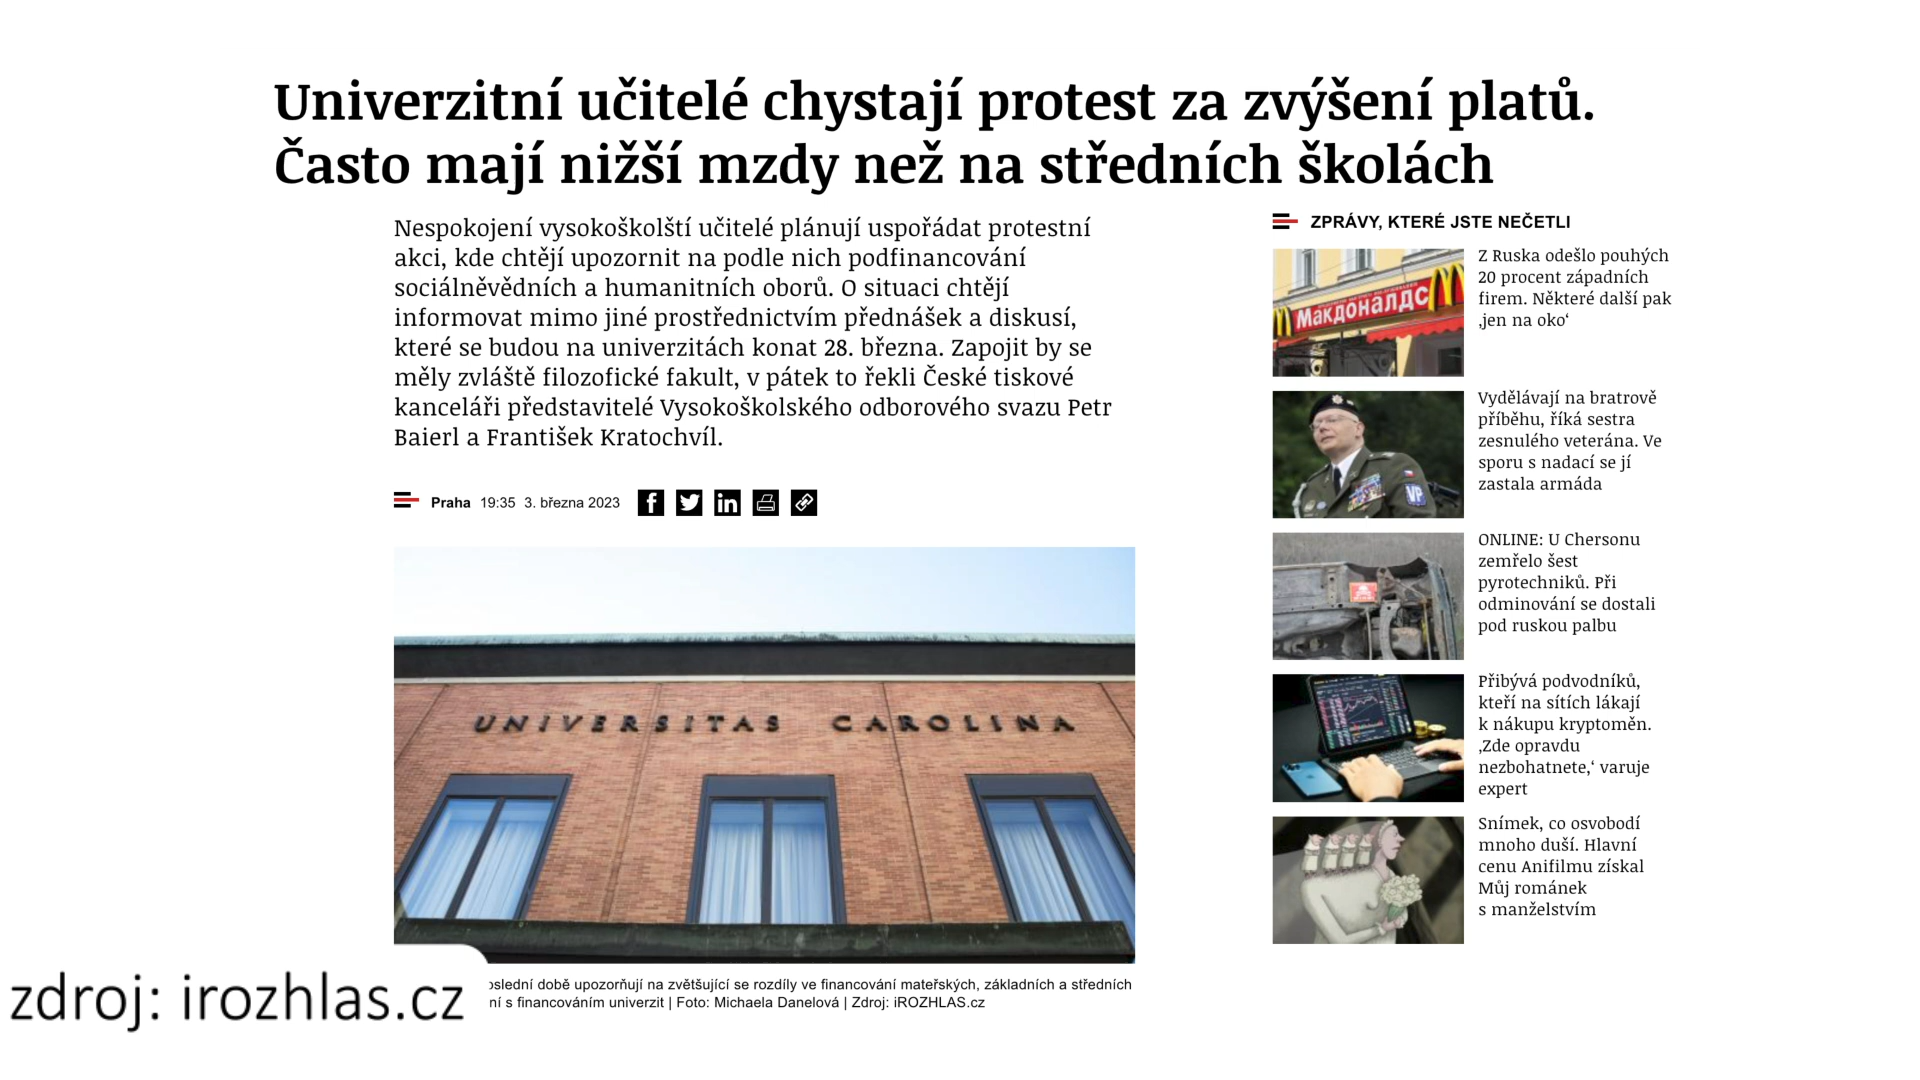 Univerzitní učitelé chystají protest za zvýšení platů.
Často mají nižší mzdy než na středních školách
Nespokojení vysokoškolští učitelé plánují uspořádat protestní
akci, kde chtějí upozornit na podle nich podfinancování
sociálněvědních a humanitních oborů. O situaci chtějí
informovat mimo jiné prostřednictvím přednášek a diskusí,
které se budou na univerzitách konat 28. března. Zapojit by se
měly zvláště filozofické fakult, v pátek to řekli České tiskové
kanceláři představitelé Vysokoškolského odborového svazu Petr
Baierl a František Kratochvíl.
Praha 19:35 3. března 2023
UNIVERSITAS CAROLINA
oslední době upozorňují na zvětšující se rozdíly ve financování mateřských, základních a středních
ní s financováním univerzit | Foto: Michaela Danelová | Zdroj: iROZHLAS.cz
zdroj: irozhlas.cz
ZPRÁVY, KTERÉ JSTE NEČETLI
Макдоналдс
Z Ruska odešlo pouhých
20 procent západních
firem. Některé další pak
‚jen na oko‘
VP
Vydělávají na bratrově
příběhu, říká sestra
zesnulého veterána. Ve
sporu s nadací se jí
zastala armáda
ONLINE: U Chersonu
zemřelo šest
pyrotechniků. Při
odminování se dostali
pod ruskou palbu
Přibývá podvodníků,
kteří na sítích lákají
k nákupu kryptoměn.
‚Zde opravdu
nezbohatnete,‘ varuje
expert
Snímek, co osvobodí
mnoho duší. Hlavní
cenu Anifilmu získal
Můj románek
s manželstvím